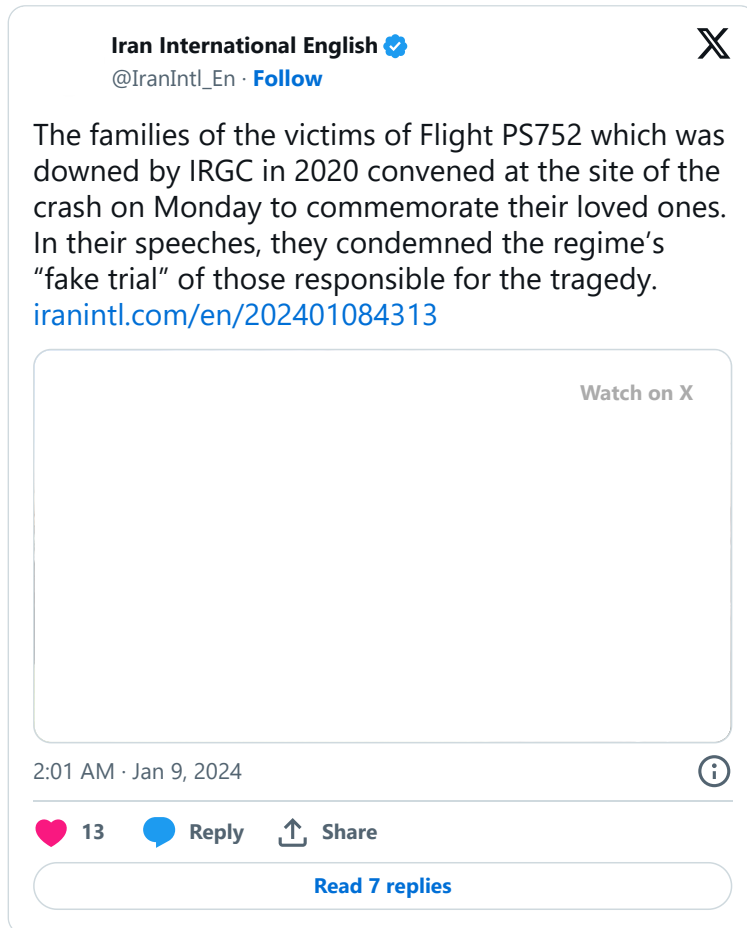 Iran International English
@IranIntl_En · Follow
The families of the victims of Flight PS752 which was
downed by IRGC in 2020 convened at the site of the
crash on Monday to commemorate their loved ones.
In their speeches, they condemned the regime’s
“fake trial” of those responsible for the tragedy.
iranintl.com/en/202401084313
Watch on X
2:01 AM · Jan 9, 2024
13 Reply Share
Read 7 replies